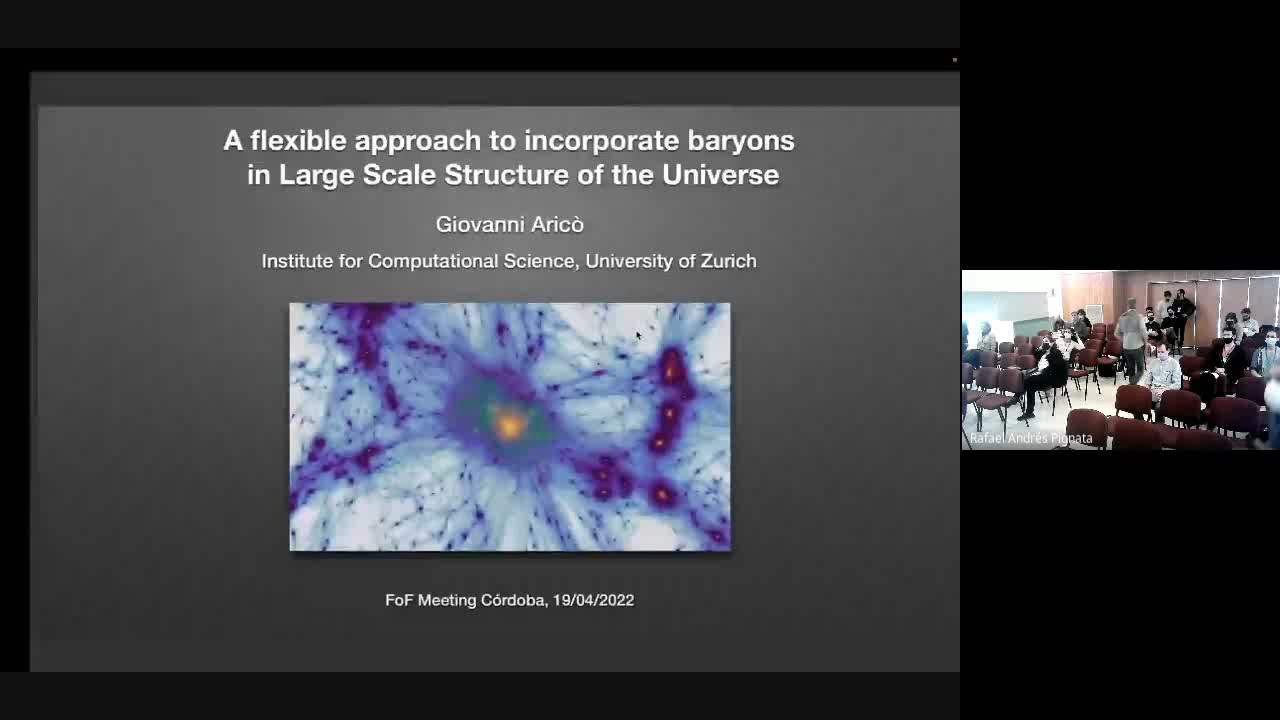 A flexible approach to incorporate baryons
in Large Scale Structure of the Universe
Giovanni Aricò
Institute for Computational Science, University of Zurich
FoF Meeting Córdoba, 19/04/2022
Rafael Andrés Pignata